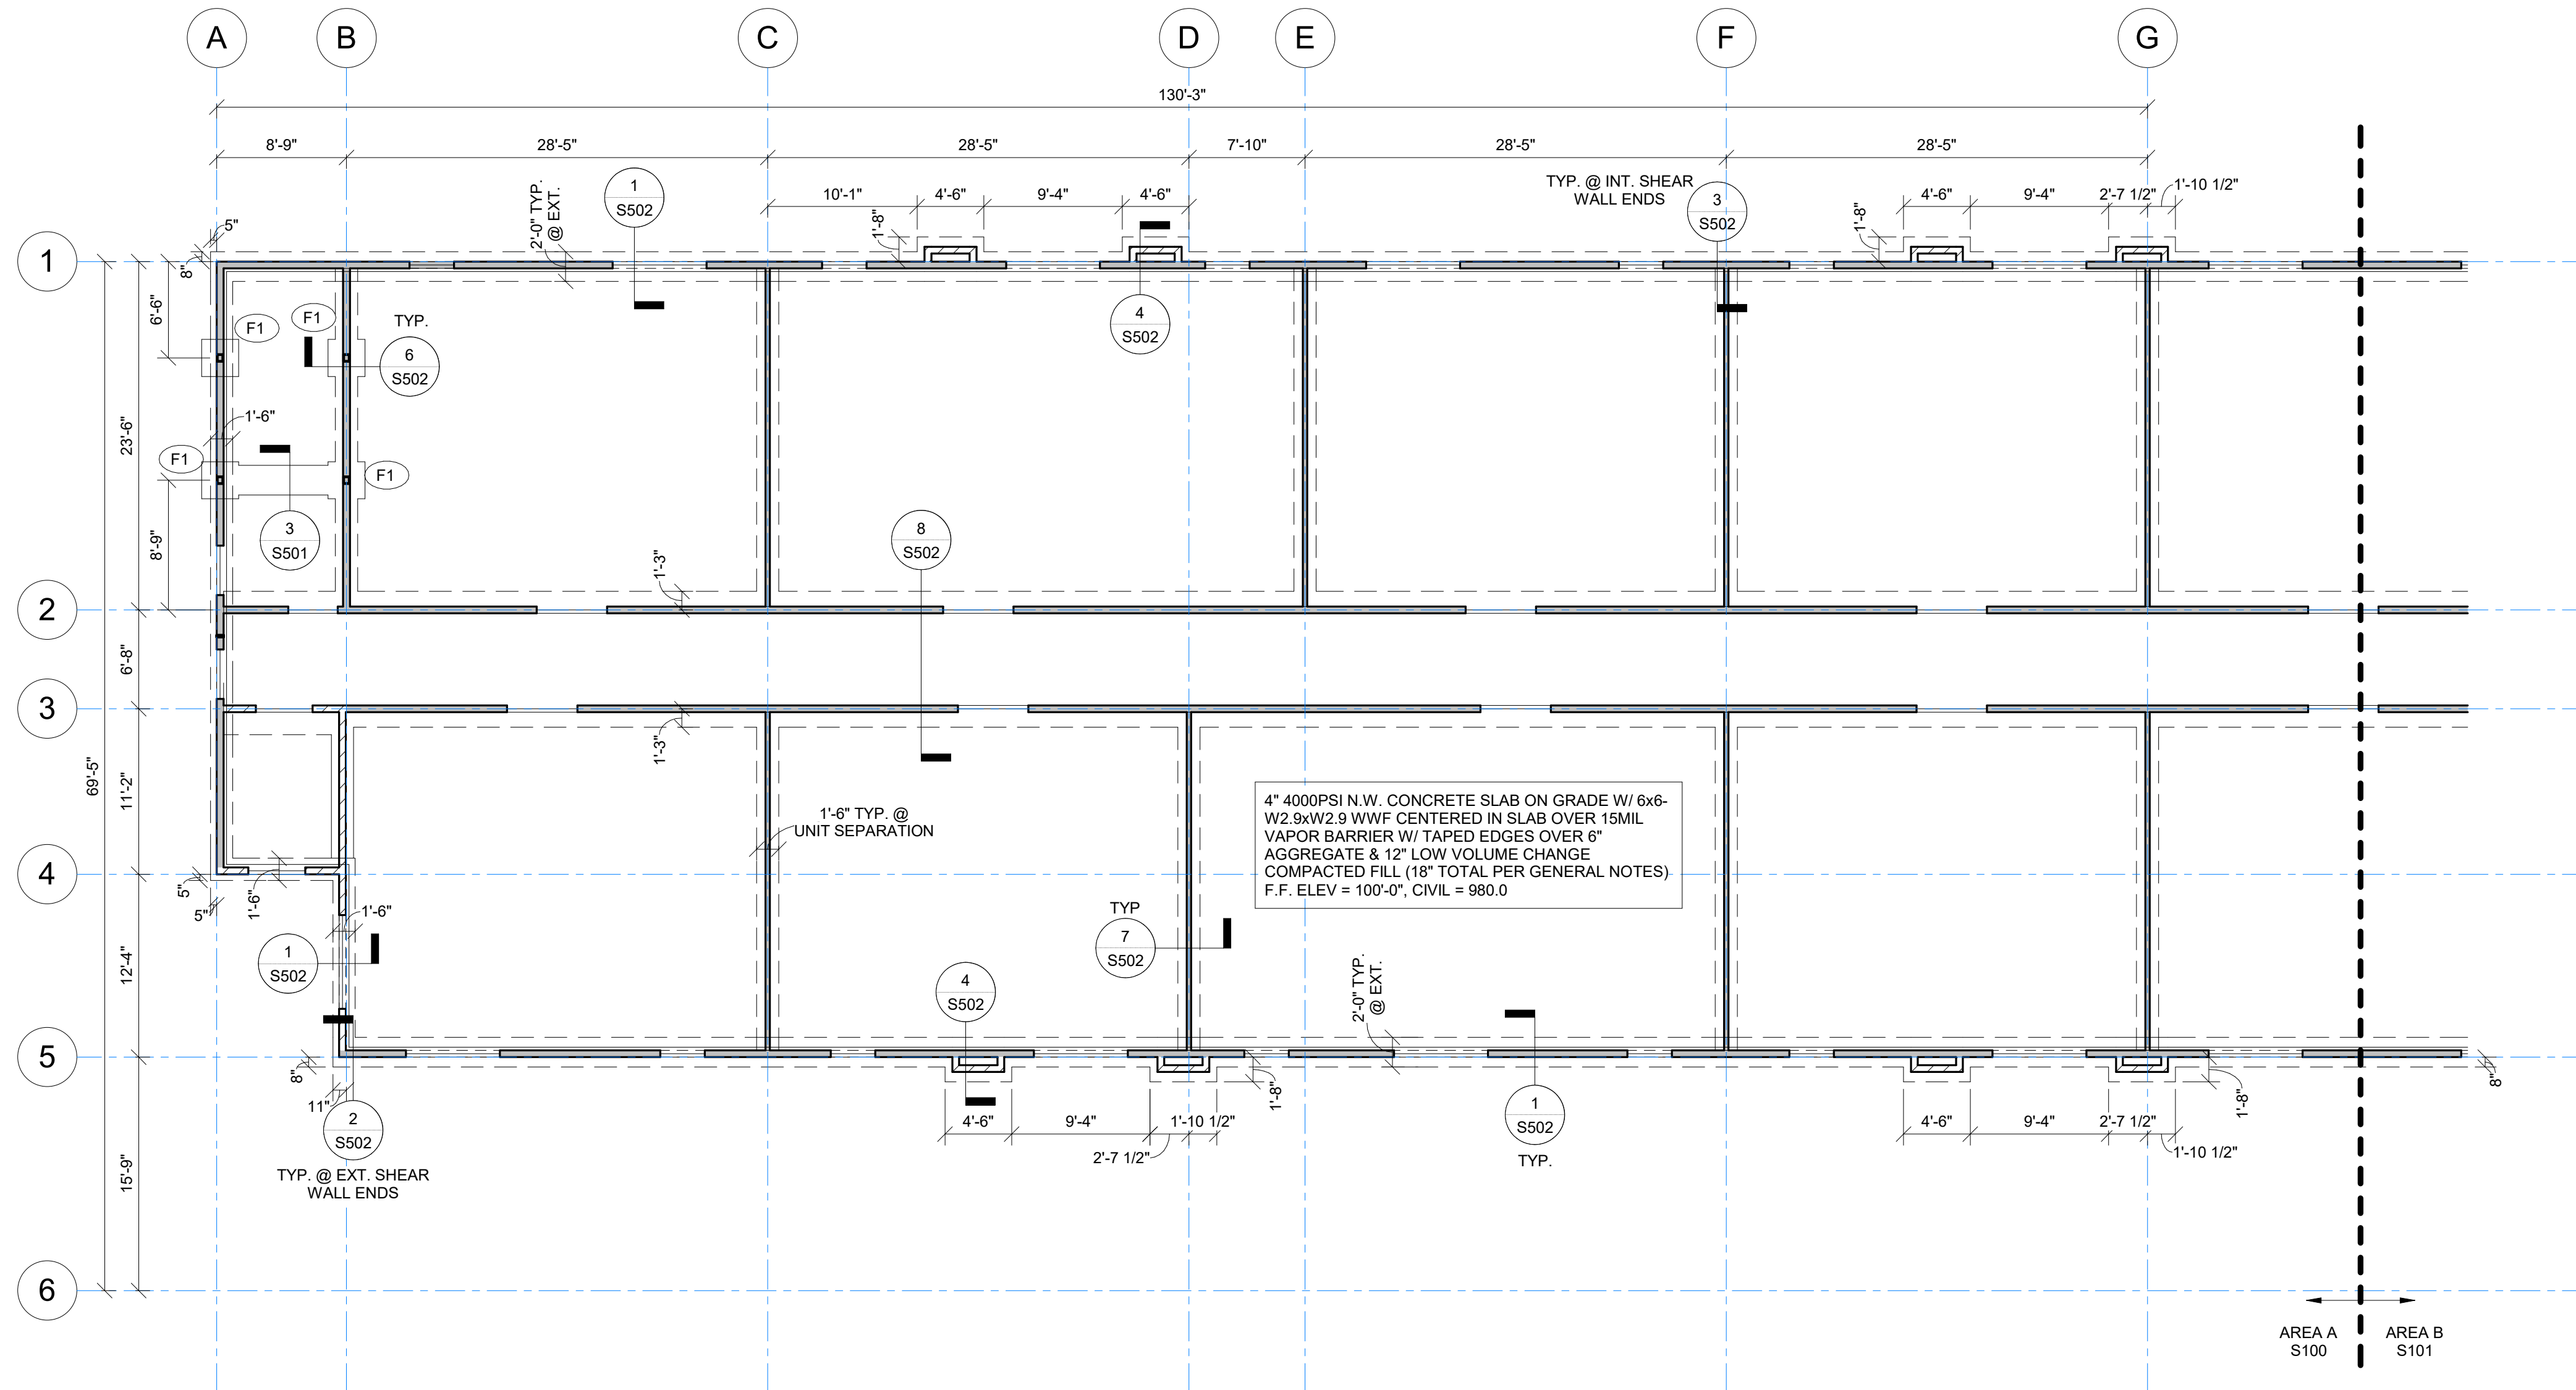 A
B
C
D
E
F
G
130'-3"
8'-9"
28'-5"
28'-5"
7'-10"
28'-5"
28'-5"
10'-1"
4'-6"
9'-4"
4'-6"
4'-6"
9'-4"
2'-7 1/2"
1'-10 1/2"
2'-0" TYP.
@ EXT.
1
S502
1'-8"
TYP. @ INT. SHEAR
WALL ENDS
3
S502
1'-8"
5"
8"
1
6'-6"
F1
F1
TYP.
6
S502
4
S502
23'-6"
1'-6"
F1
F1
3
S501
8'-9"
8
S502
1'-3"
2
6'-8"
3
1'-3"
69'-5"
11'-2"
1'-6" TYP. @
UNIT SEPARATION
4" 4000PSI N.W. CONCRETE SLAB ON GRADE W/ 6x6-
W2.9xW2.9 WWF CENTERED IN SLAB OVER 15MIL
VAPOR BARRIER W/ TAPED EDGES OVER 6"
AGGREGATE & 12" LOW VOLUME CHANGE
COMPACTED FILL (18" TOTAL PER GENERAL NOTES)
F.F. ELEV = 100'-0", CIVIL = 980.0
4
5"
5"
1'-6"
1'-6"
TYP
7
S502
12'-4"
1
S502
4
S502
2'-0" TYP.
@ EXT.
5
8"
11"
2
S502
TYP. @ EXT. SHEAR
WALL ENDS
1'-8"
4'-6"
9'-4"
1'-10 1/2"
2'-7 1/2"
1
S502
TYP.
4'-6"
9'-4"
2'-7 1/2"
1'-10 1/2"
1'-8"
8"
15'-9"
6
AREA A
S100
AREA B
S101